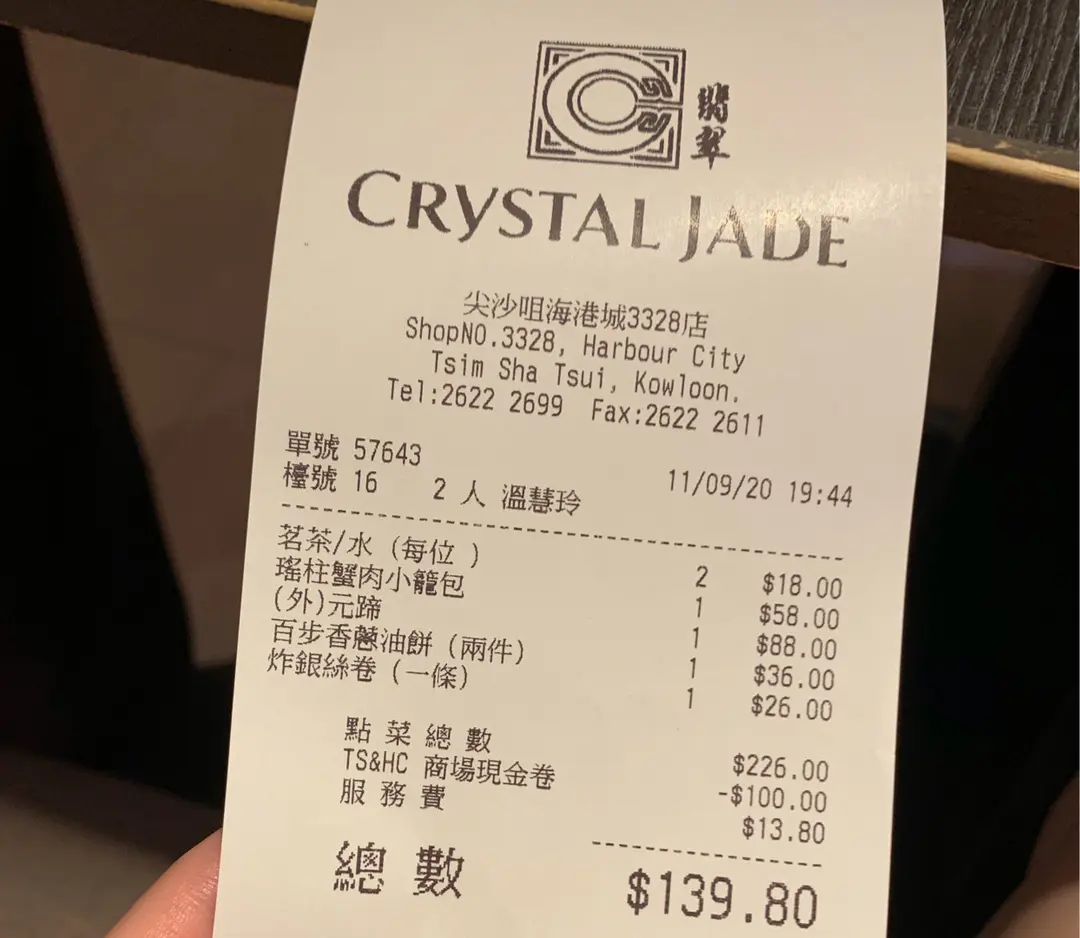 翡翠
CRYSTAL JADE
尖沙咀海港城3328店
ShopNO.3328, Harbour City
Tsim Sha Tsui, Kowloon.
Tel:2622 2699 Fax:2622 2611
單號 57643
檯號 16 2 人 溫慧玲 11/09/20 19:44
茗茶/水 (每位 ) 2 $18.00
瑤柱蟹肉小籠包 1 $58.00
(外)元蹄 1 $88.00
百步香蔥油餅 (兩件) 1 $36.00
炸銀絲卷 (一條) 1 $26.00
點 菜 總 數 $226.00
TS&HC 商場現金卷 -$100.00
服 務 費 $13.80
總 數 $139.80